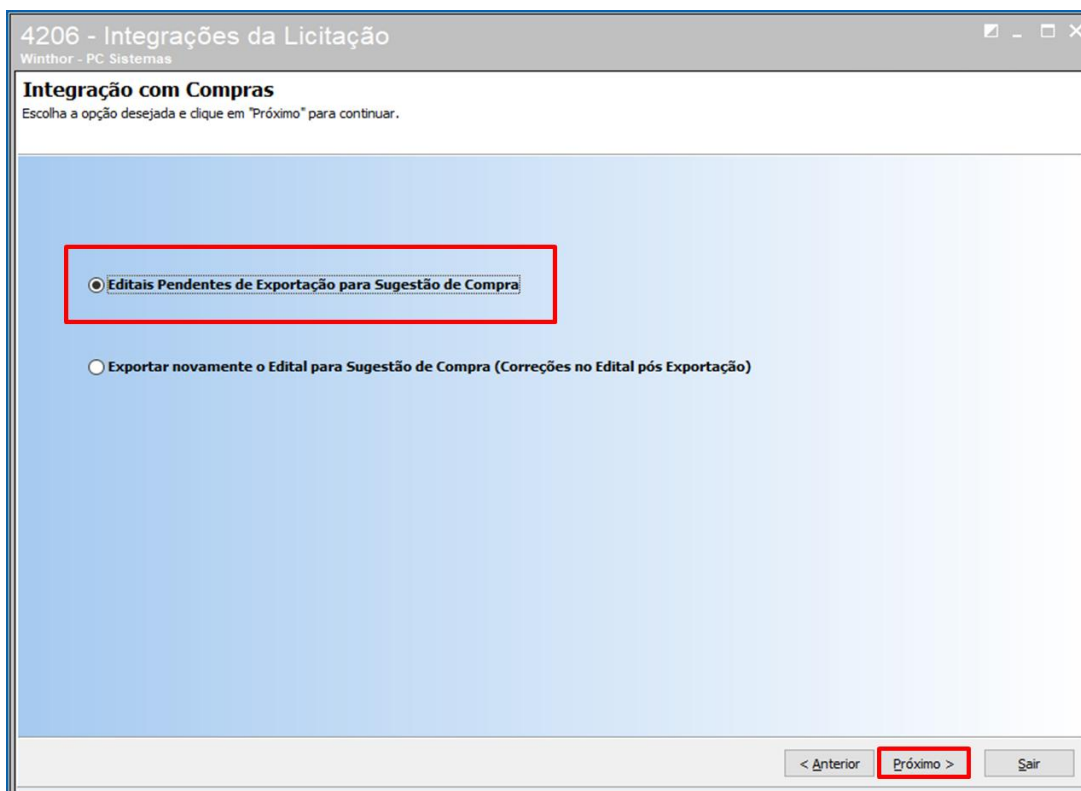 4206 - Integrações da Licitação
Winthor - PC Sistemas
Integração com Compras
Escolha a opção desejada e clique em "Próximo" para continuar.
Editais Pendentes de Exportação para Sugestão de Compra
Exportar novamente o Edital para Sugestão de Compra (Correções no Edital pós Exportação)
< Anterior Próximo > Sair